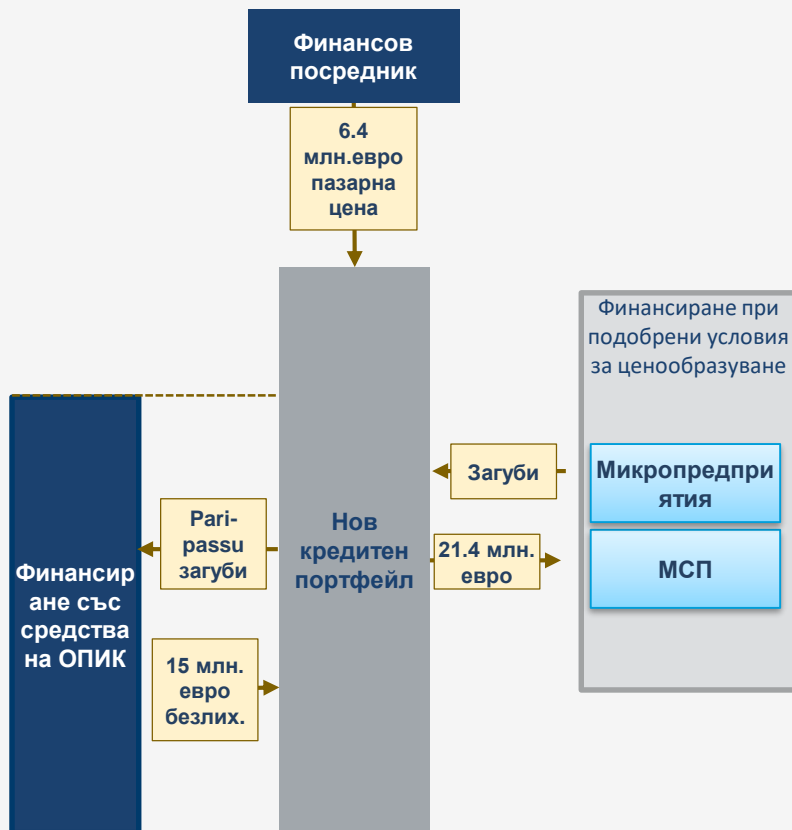 Финансов
посредник
6.4
млн.евро
пазарна
цена
Финансиране при
подобрени условия
за ценообразуване
Загуби
Микропредпри
ятия
Pari-
passu
загуби
Нов
кредитен
портфейл
21.4 млн.
евро
МСП
Финансир
ане със
средства
на ОПИК
15 млн.
евро
безлих.